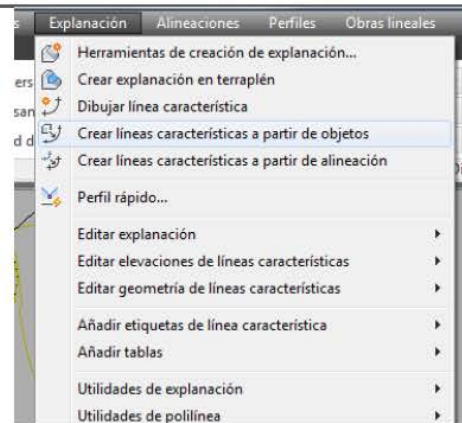 Explanación Alineaciones Perfiles Obras lineales
Herramientas de creación de explanación...
ers
Crear explanación en terraplén
san
Dibujar línea característica
d d
Crear líneas características a partir de objetos
Crear líneas características a partir de alineación
Perfil rápido...
Editar explanación
Editar elevaciones de líneas características
Editar geometría de líneas características
Añadir etiquetas de línea característica
Añadir tablas
Utilidades de explanación
Utilidades de polilínea